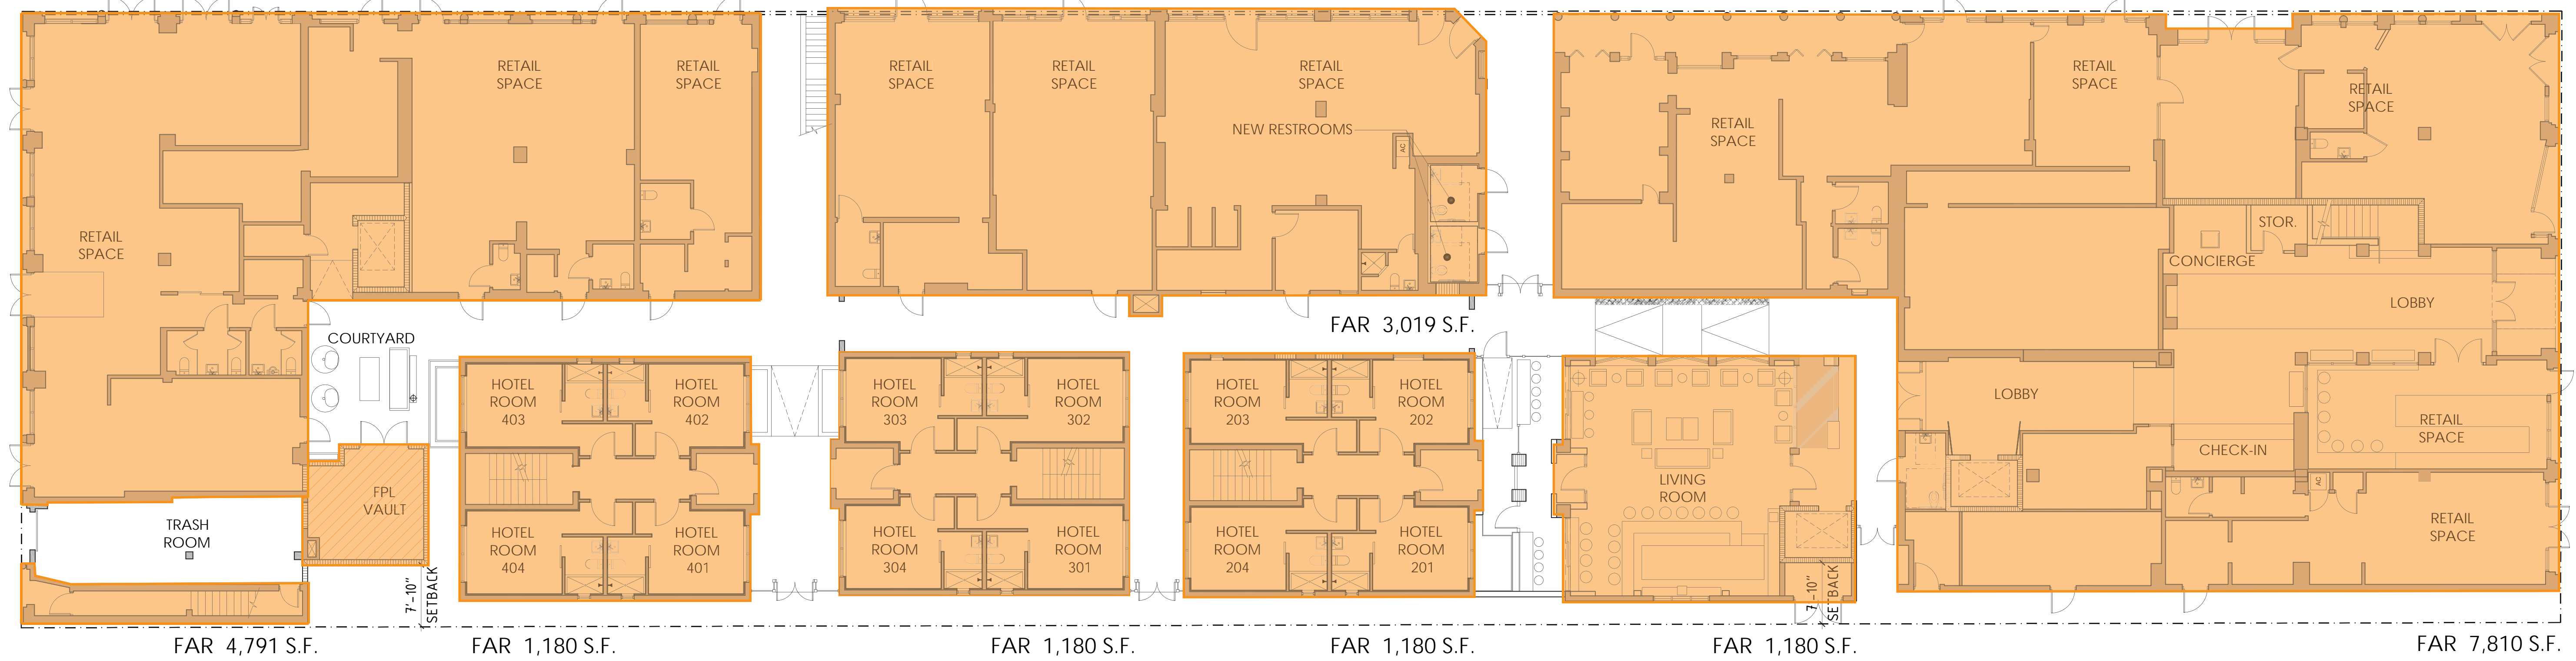 RETAIL
SPACE
RETAIL
SPACE
RETAIL
SPACE
RETAIL
SPACE
RETAIL
SPACE
RETAIL
SPACE
RETAIL
SPACE
RETAIL
SPACE
NEW RESTROOMS
AC
RETAIL
SPACE
RETAIL
SPACE
STOR.
CONCIERGE
LOBBY
FAR 3,019 S.F.
COURTYARD
HOTEL
ROOM
403
HOTEL
ROOM
402
HOTEL
ROOM
303
HOTEL
ROOM
302
HOTEL
ROOM
203
HOTEL
ROOM
202
LOBBY
RETAIL
SPACE
CHECK-IN
AC
FPL
VAULT
LIVING
ROOM
TRASH
ROOM
HOTEL
ROOM
404
HOTEL
ROOM
401
HOTEL
ROOM
304
HOTEL
ROOM
301
HOTEL
ROOM
204
HOTEL
ROOM
201
RETAIL
SPACE
7'-10"
SETBACK
7'-10"
SETBACK
FAR 4,791 S.F.
FAR 1,180 S.F.
FAR 1,180 S.F.
FAR 1,180 S.F.
FAR 1,180 S.F.
FAR 7,810 S.F.